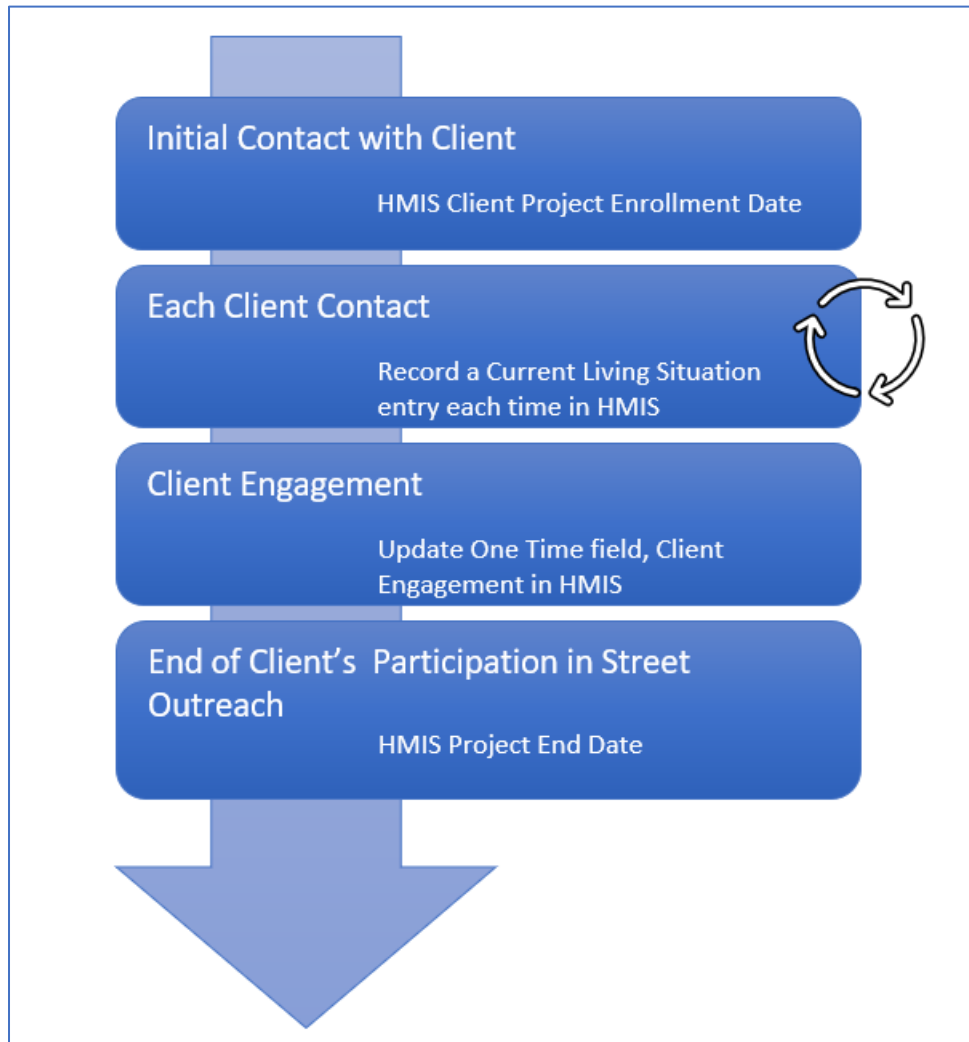 Initial Contact with Client
HMIS Client Project Enrollment Date
Each Client Contact
Record a Current Living Situation
entry each time in HMIS
Client Engagement
Update One Time field, Client
Engagement in HMIS
End of Client’s  Participation in Street
Outreach
HMIS Project End Date